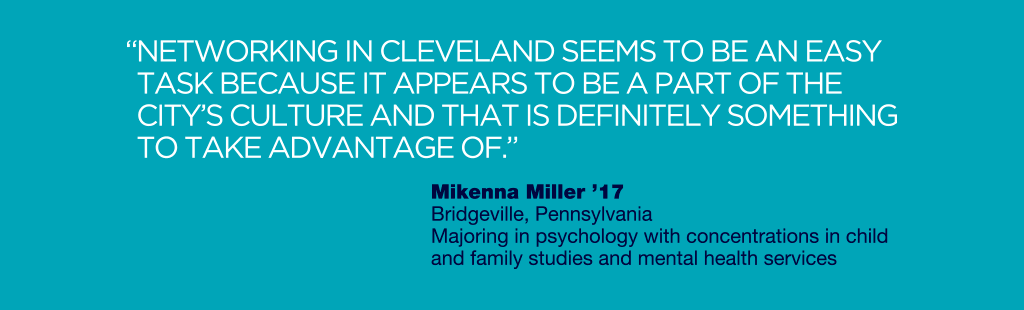 “NETWORKING IN CLEVELAND SEEMS TO BE AN EASY
TASK BECAUSE IT APPEARS TO BE A PART OF THE
CITY’S CULTURE AND THAT IS DEFINITELY SOMETHING
TO TAKE ADVANTAGE OF.”
Mikenna Miller ’17
Bridgeville, Pennsylvania
Majoring in psychology with concentrations in child
and family studies and mental health services